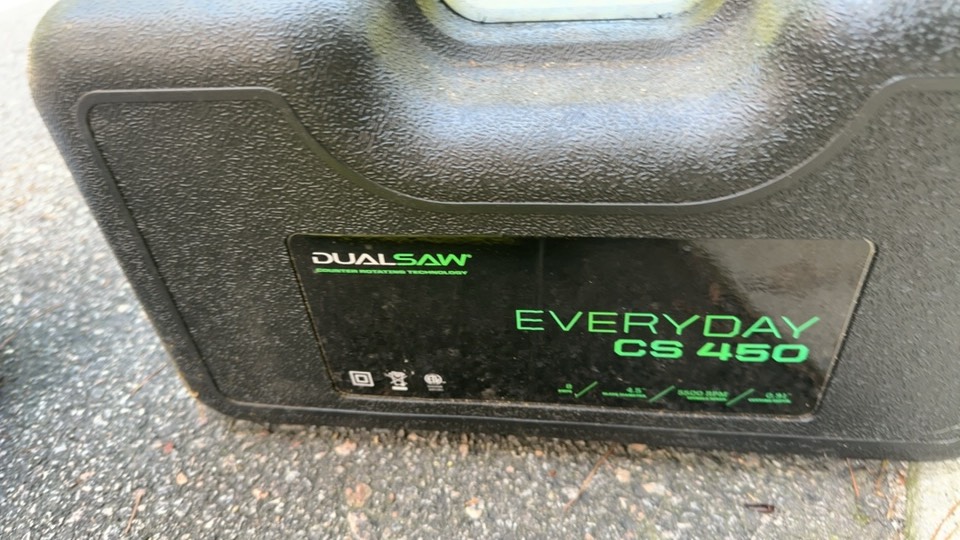 DUALSAW
COUNTER ROTATING TECHNOLOGY
EVERYDAY
CS 450
4.5" 5500 RPM